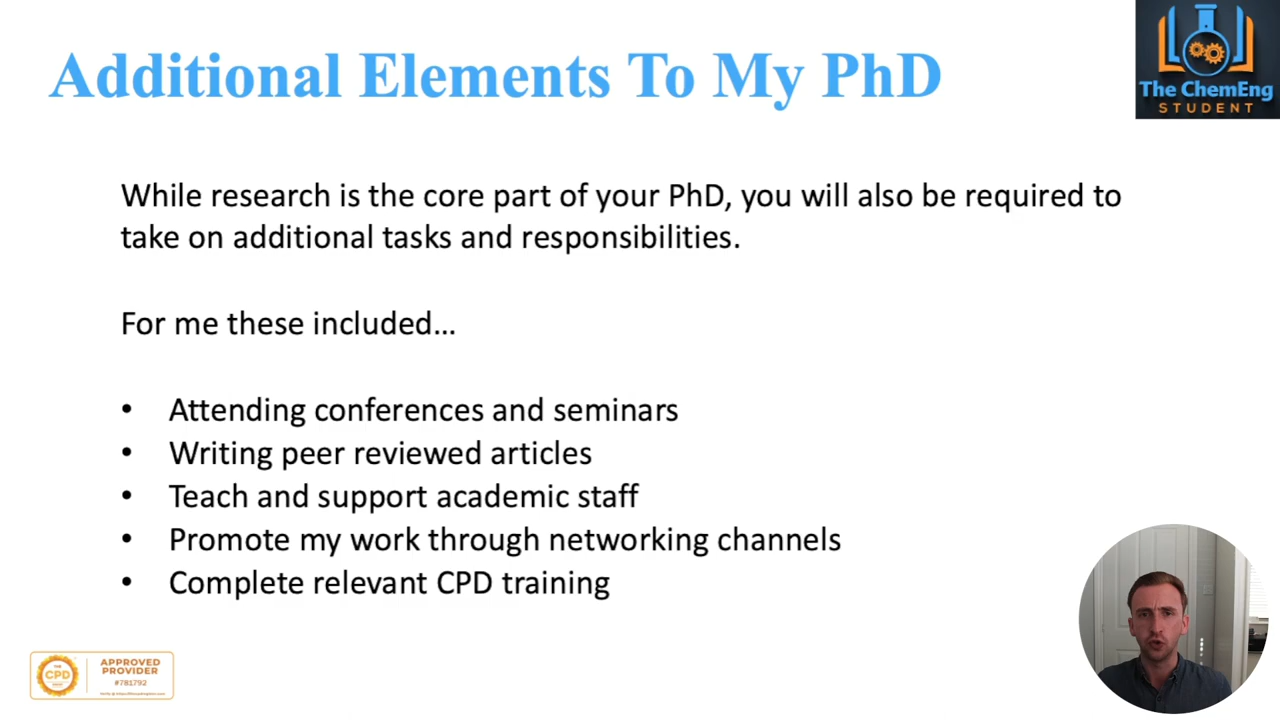 Additional Elements To My PhD
The ChemEng
STUDENT
While research is the core part of your PhD, you will also be required to
take on additional tasks and responsibilities.
For me these included...
• Attending conferences and seminars
• Writing peer reviewed articles
• Teach and support academic staff
• Promote my work through networking channels
• Complete relevant CPD training
THE
CPD
APPROVED
PROVIDER
#781792